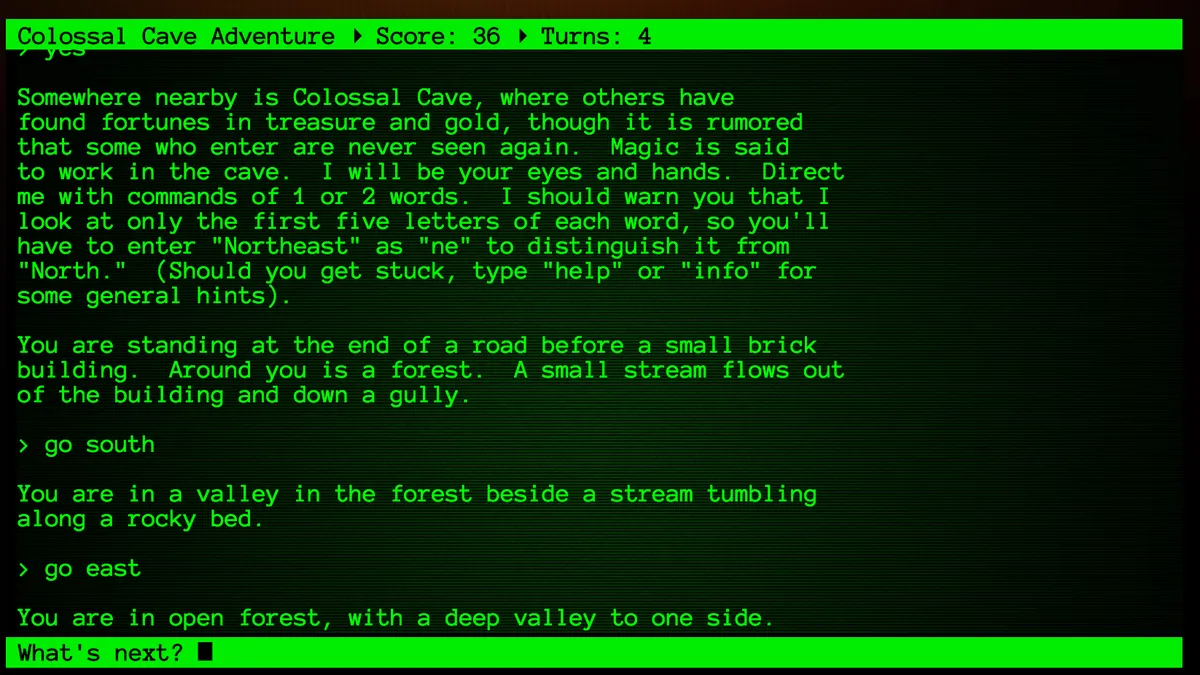 Colossal Cave Adventure ▸ Score: 36 ▸ Turns: 4
> yes
Somewhere nearby is Colossal Cave, where others have
found fortunes in treasure and gold, though it is rumored
that some who enter are never seen again.  Magic is said
to work in the cave.  I will be your eyes and hands.  Direct
me with commands of 1 or 2 words.  I should warn you that I
look at only the first five letters of each word, so you'll
have to enter "Northeast" as "ne" to distinguish it from
"North."  (Should you get stuck, type "help" or "info" for
some general hints).
You are standing at the end of a road before a small brick
building.  Around you is a forest.  A small stream flows out
of the building and down a gully.
> go south
You are in a valley in the forest beside a stream tumbling
along a rocky bed.
> go east
You are in open forest, with a deep valley to one side.
What's next?